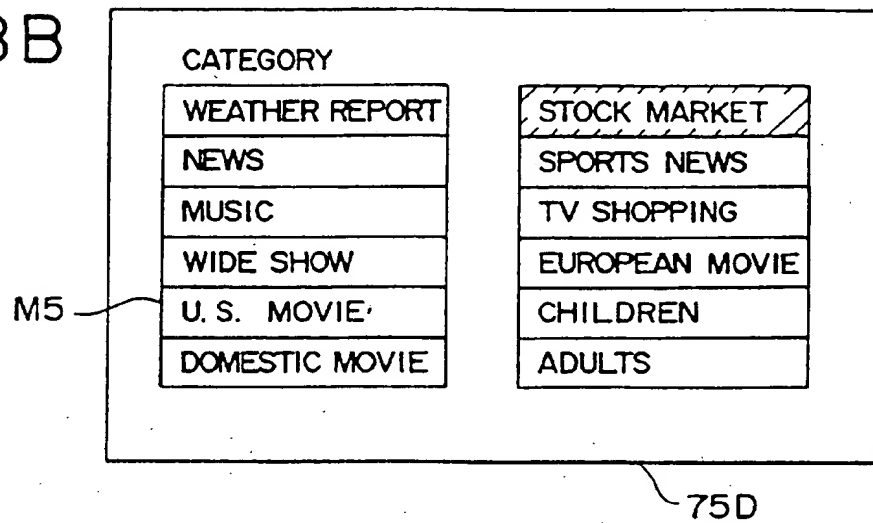 3B
CATEGORY
WEATHER REPORT
NEWS
MUSIC
WIDE SHOW
U.S. MOVIE
DOMESTIC MOVIE
STOCK MARKET
SPORTS NEWS
TV SHOPPING
EUROPEAN MOVIE
CHILDREN
ADULTS
M5
75D